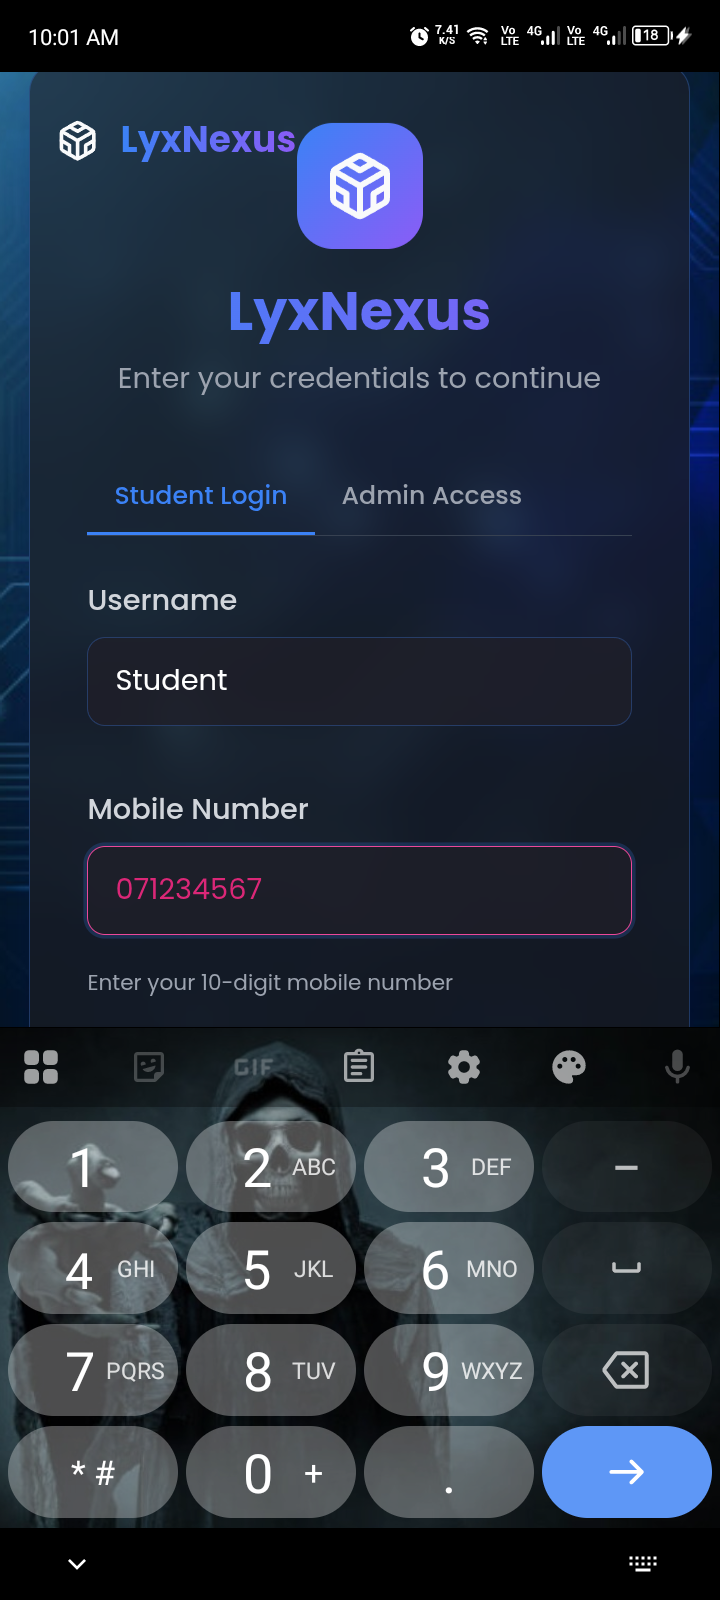 10:01 AM
7.41 K/S
Vo LTE 4G Vo LTE 4G 18
LyxNexus
LyxNexus
Enter your credentials to continue
Student Login Admin Access
Username
Student
Mobile Number
071234567
Enter your 10-digit mobile number
GIF
1 2 ABC 3 DEF –
4 GHI 5 JKL 6 MNO
7 PQRS 8 TUV 9 WXYZ
* # 0 + .